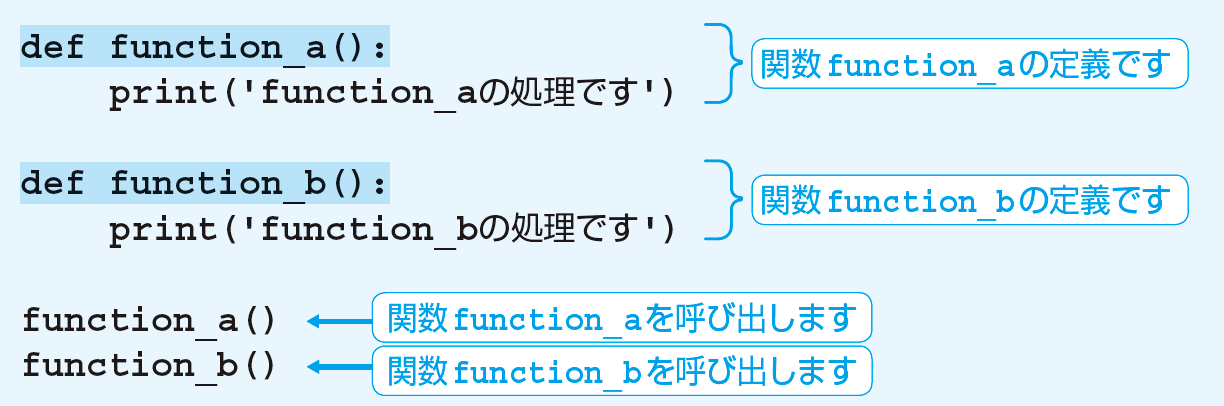 def function_a():
関数function_aの定義です
    print('function_aの処理です')
def function_b():
関数function_bの定義です
    print('function_bの処理です')
function_a()
関数function_aを呼び出します
function_b()
関数function_bを呼び出します